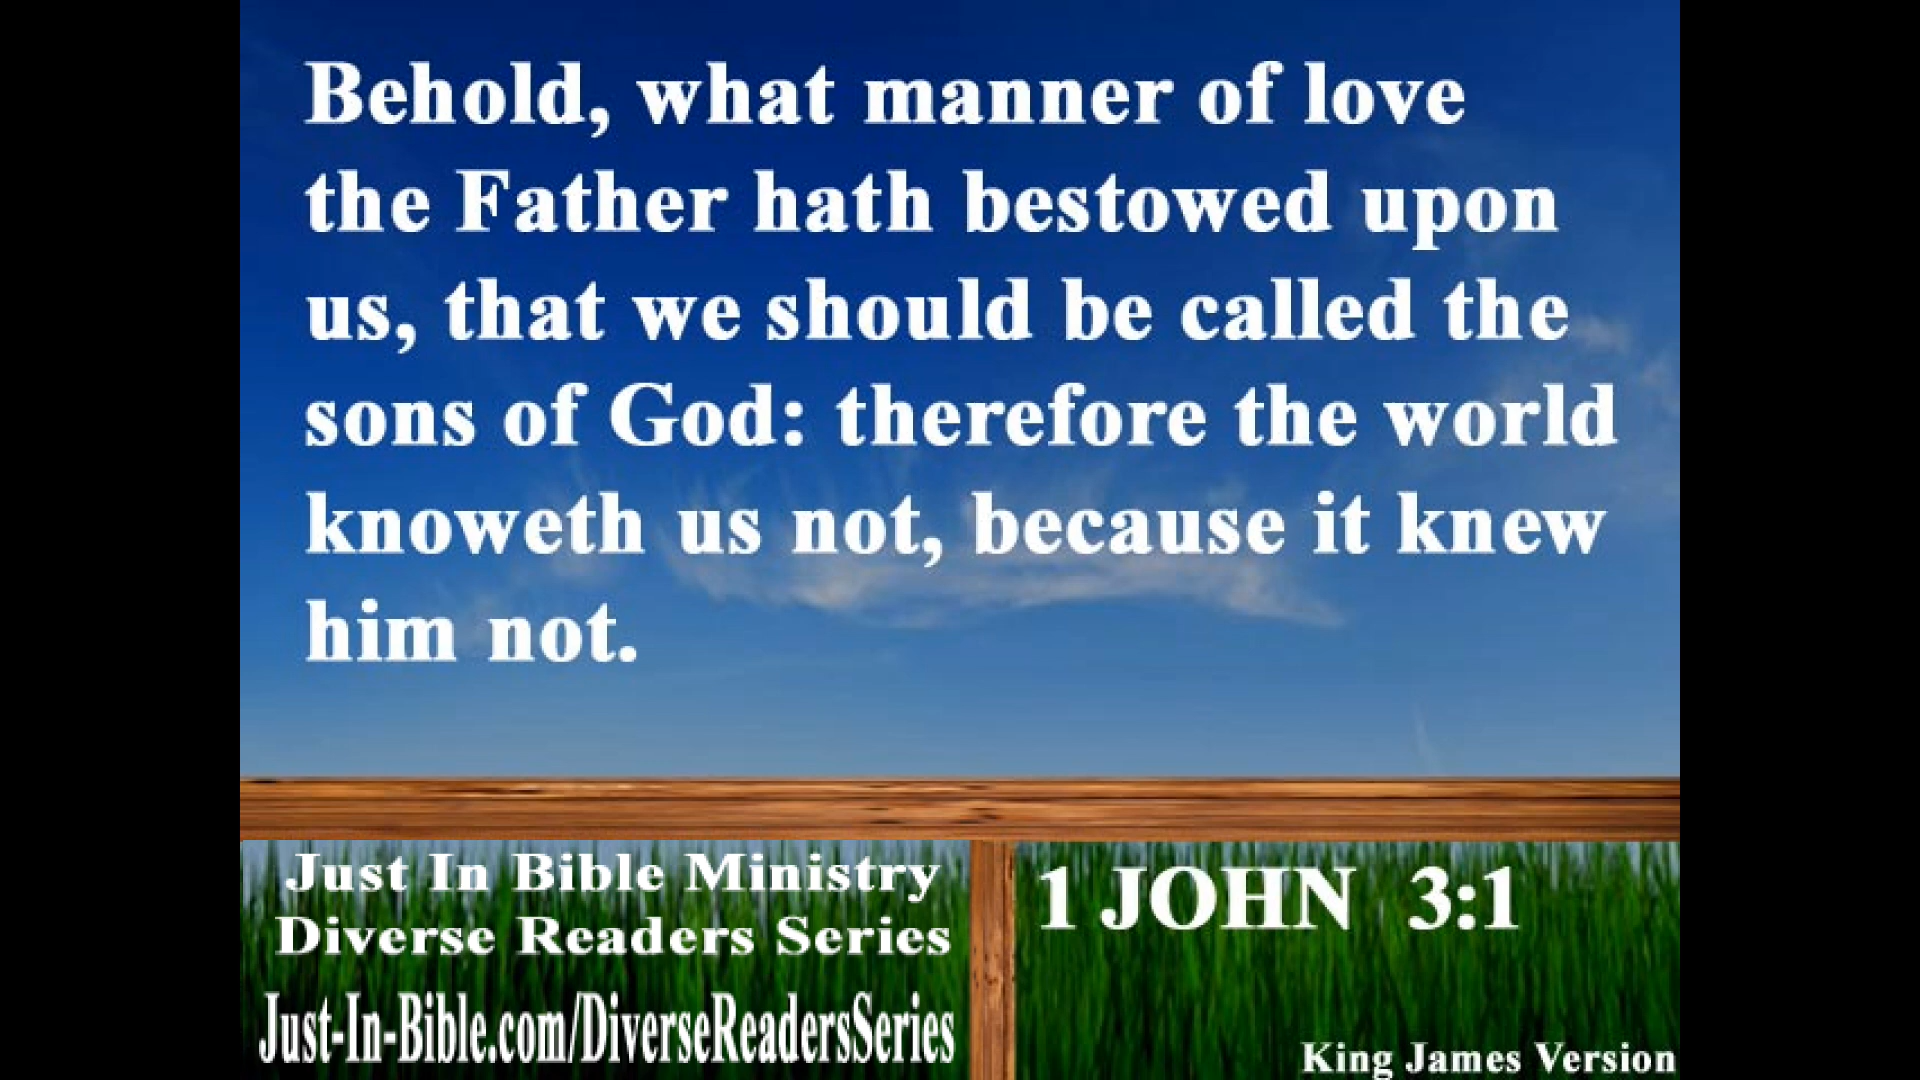 Behold, what manner of love
the Father hath bestowed upon
us, that we should be called the
sons of God: therefore the world
knoweth us not, because it knew
him not.
Just In Bible Ministry
Diverse Readers Series
Just-In-Bible.com/DiverseReadersSeries
1 JOHN 3:1
King James Version